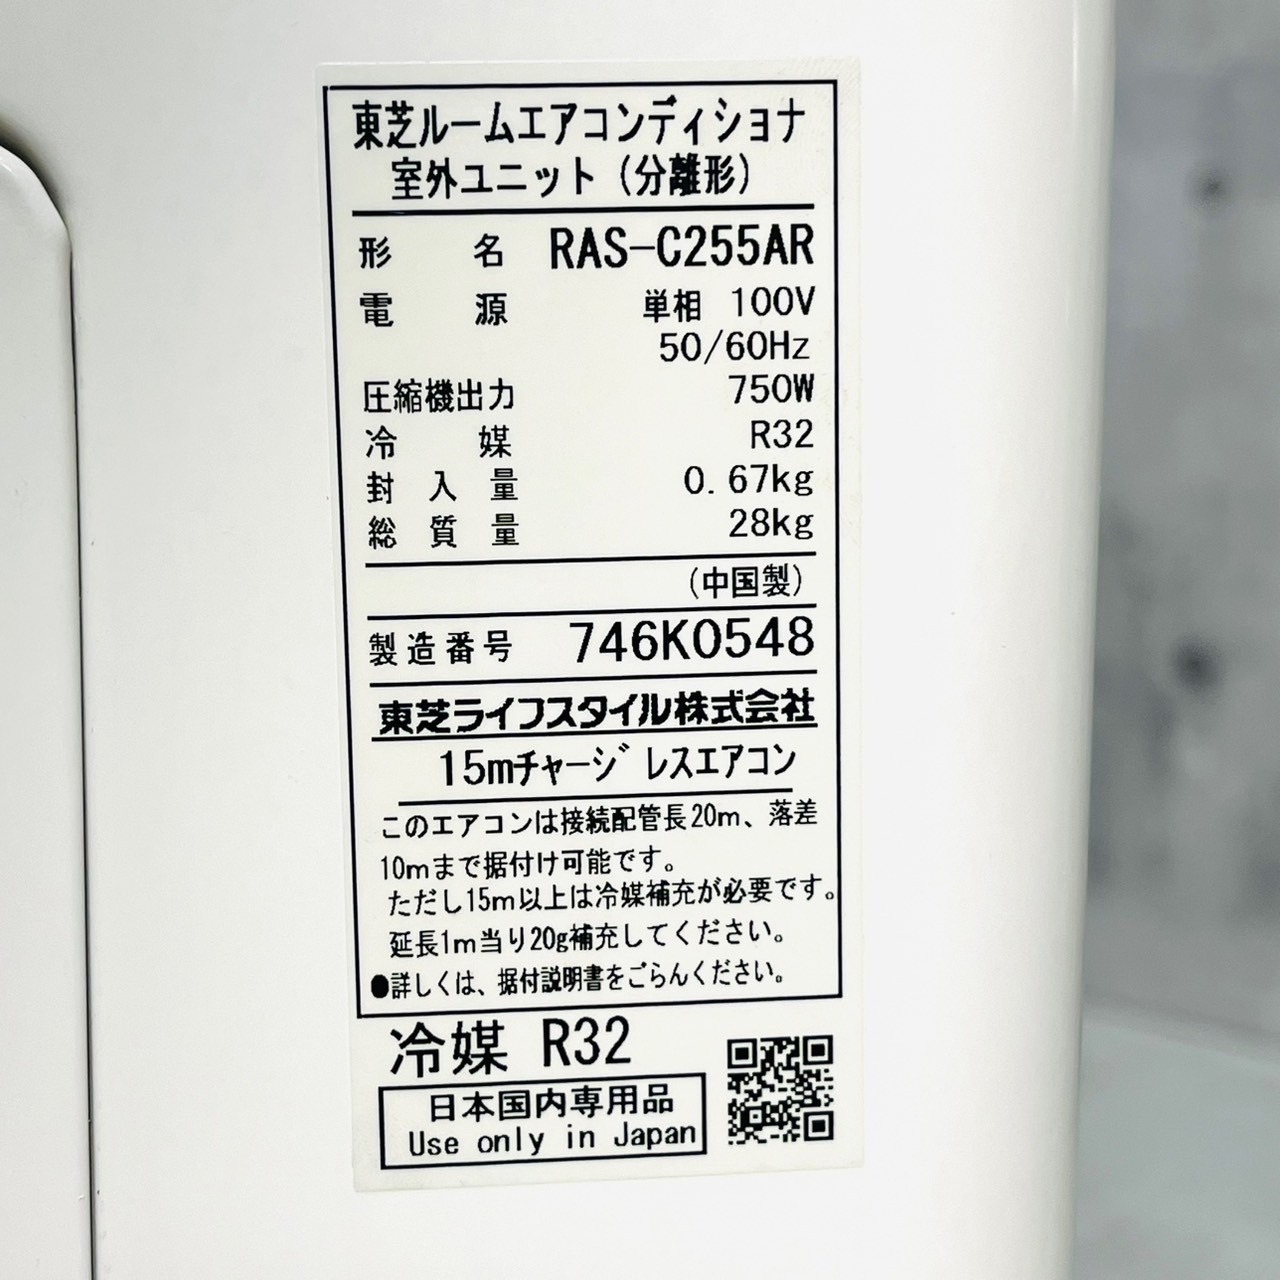 東芝ルームエアコンディショナ
室外ユニット(分離形)
形名 RAS-C255AR
電源 単相 100V
50/60Hz
圧縮機出力 750W
冷媒 R32
封入量 0.67kg
総質量 28kg
(中国製)
製造番号 746K0548
東芝ライフスタイル株式会社
15mチャージレスエアコン
このエアコンは接続配管長20m、落差
10mまで据付け可能です。
ただし15m以上は冷媒補充が必要です。
延長1m当り20g補充してください。
●詳しくは、据付説明書をごらんください。
冷媒 R32
日本国内専用品
Use only in Japan